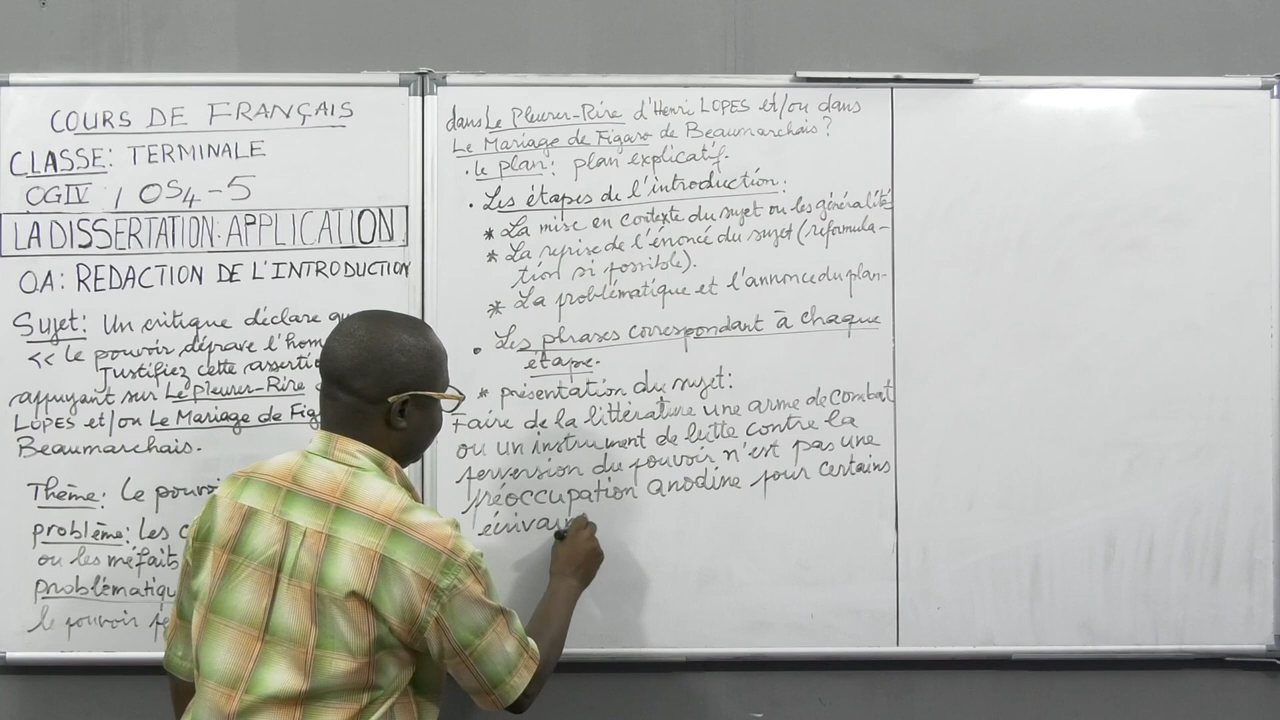 COURS DE FRANÇAIS
CLASSE: TERMINALE
OGIV / OS4-5
LA DISSERTATION: APPLICATION
OA: REDACTION DE L'INTRODUCTION
Sujet: Un critique déclare
<< Le pouvoir déprave l'hom
Justifiez cette assertio
appuyant sur Le Pleurer-Rire
LOPES et/ou Le Mariage de Fig
Beaumarchais.
Thème: Le pouvoi
problème: Les
ou les méfaits
problématiqu
le pouvoir
dans Le Pleurer-Rire d'Henri LOPES et/ou dans
Le Mariage de Figaro de Beaumarchais?
. le plan: plan explicatif.
. Les étapes de l'introduction:
* La mise en contexte du sujet ou les généralité
* La reprise de l'énoncé du sujet (reformula-
tion si possible).
* La problématique et l'annonce du plan-
. Les phrases correspondant à chaque
étape.
* présentation du sujet:
Faire de la littérature une arme de combat
ou un instrument de lutte contre la
perversion du pouvoir n'est pas une
préoccupation anodine pour certains
écrivain